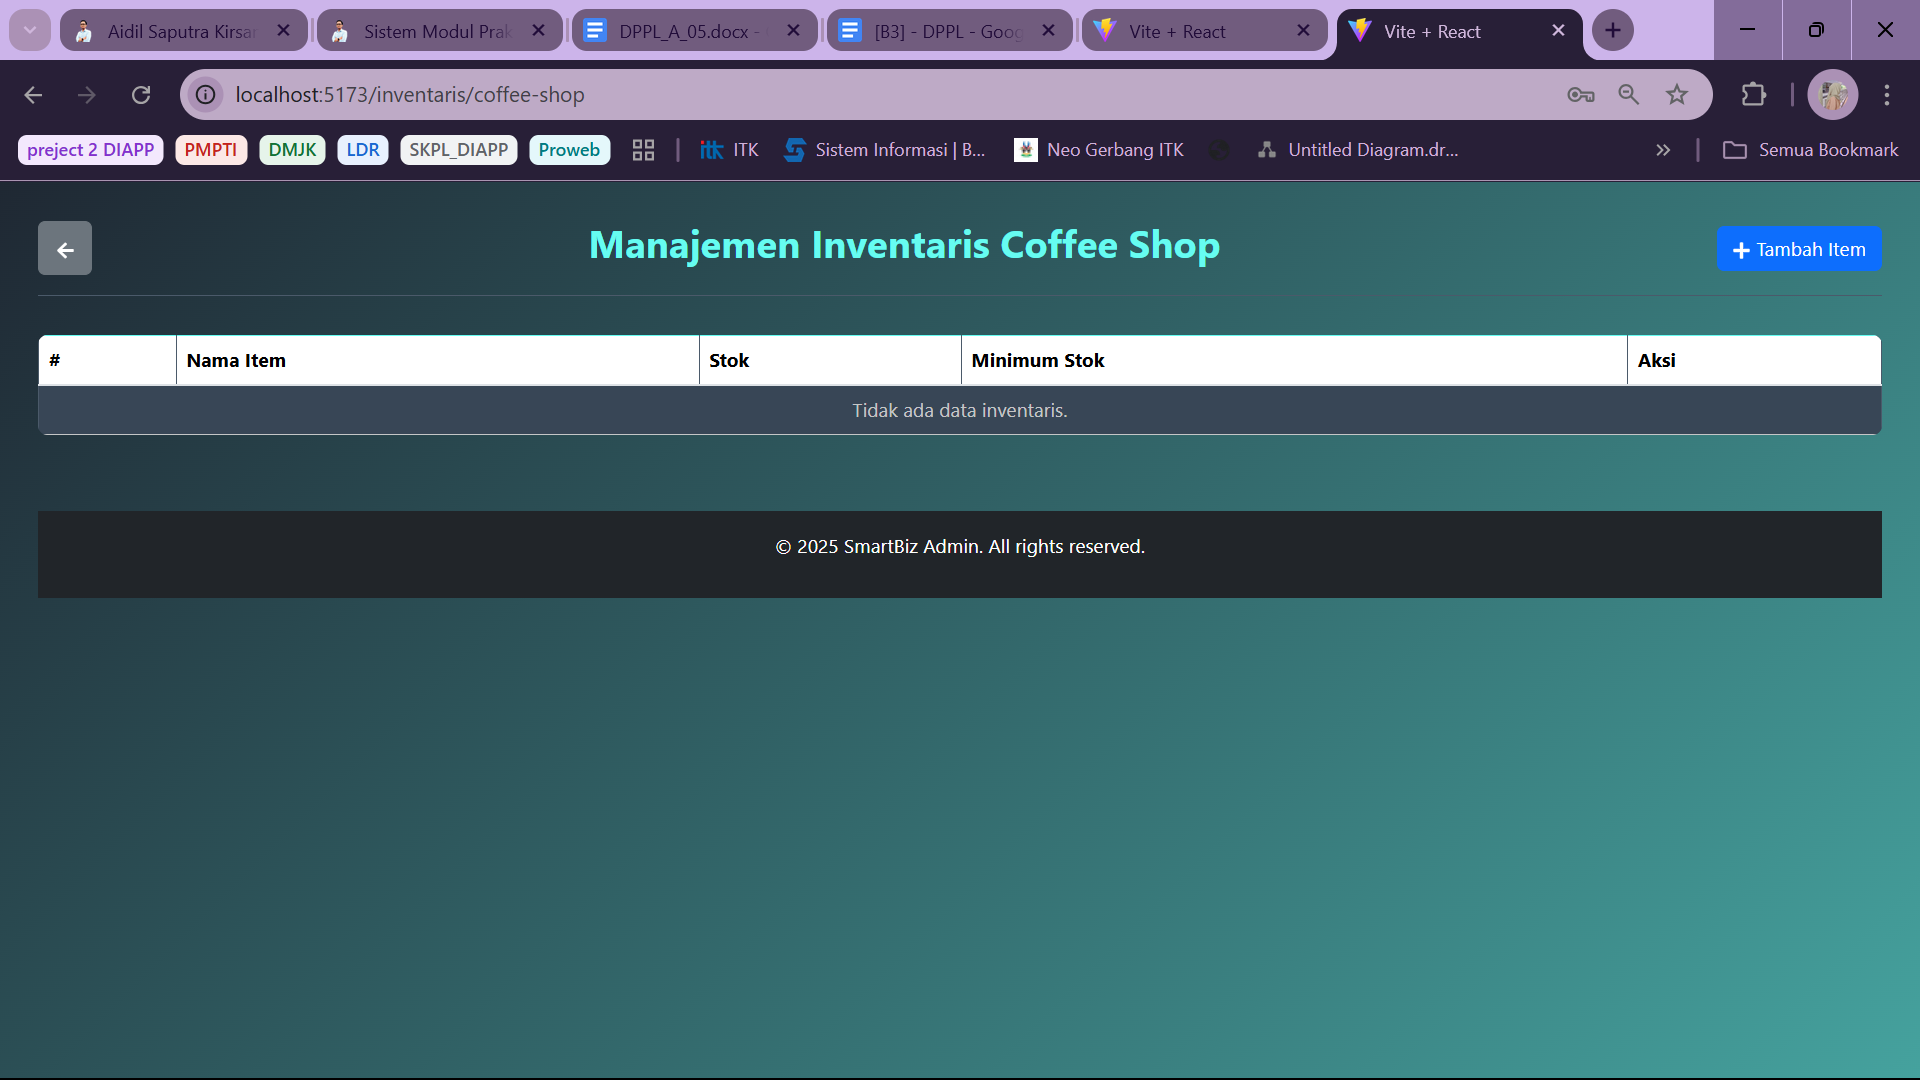 Aidil Saputra Kirsan
Sistem Modul Prak
DPPL_A_05.docx -
[B3] - DPPL - Goog
Vite + React
Vite + React
localhost:5173/inventaris/coffee-shop
preject 2 DIAPP
PMPTI
DMJK
LDR
SKPL_DIAPP
Proweb
itk ITK
Sistem Informasi | B...
Neo Gerbang ITK
Untitled Diagram.dr...
Semua Bookmark
Manajemen Inventaris Coffee Shop
Tambah Item
# Nama Item Stok Minimum Stok Aksi
Tidak ada data inventaris.
© 2025 SmartBiz Admin. All rights reserved.